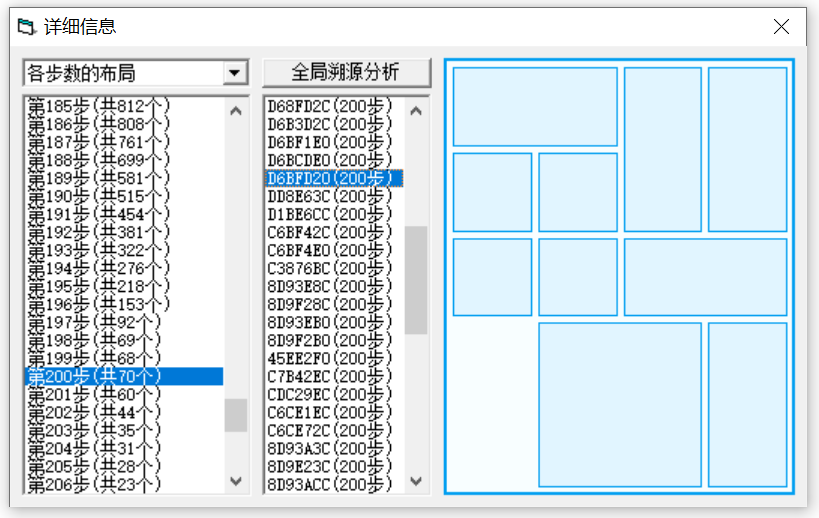 详细信息
各步数的布局
全局溯源分析
第185步(共812个)
第186步(共808个)
第187步(共761个)
第188步(共699个)
第189步(共581个)
第190步(共515个)
第191步(共454个)
第192步(共381个)
第193步(共322个)
第194步(共276个)
第195步(共218个)
第196步(共153个)
第197步(共92个)
第198步(共69个)
第199步(共68个)
第200步(共70个)
第201步(共60个)
第202步(共44个)
第203步(共35个)
第204步(共31个)
第205步(共28个)
第206步(共23个)
D68FD2C(200步)
D6B3D2C(200步)
D6BF1E0(200步)
D6BCDE0(200步)
D6BFD20(200步)
DD8E63C(200步)
D1BE6CC(200步)
C6BF42C(200步)
C6BF4E0(200步)
C3876BC(200步)
8D93E8C(200步)
8D9F28C(200步)
8D93EB0(200步)
8D9F2B0(200步)
45EE2F0(200步)
C7B42EC(200步)
CDC29EC(200步)
C6CE1EC(200步)
C6CE72C(200步)
8D93A3C(200步)
8D9E23C(200步)
8D93ACC(200步)